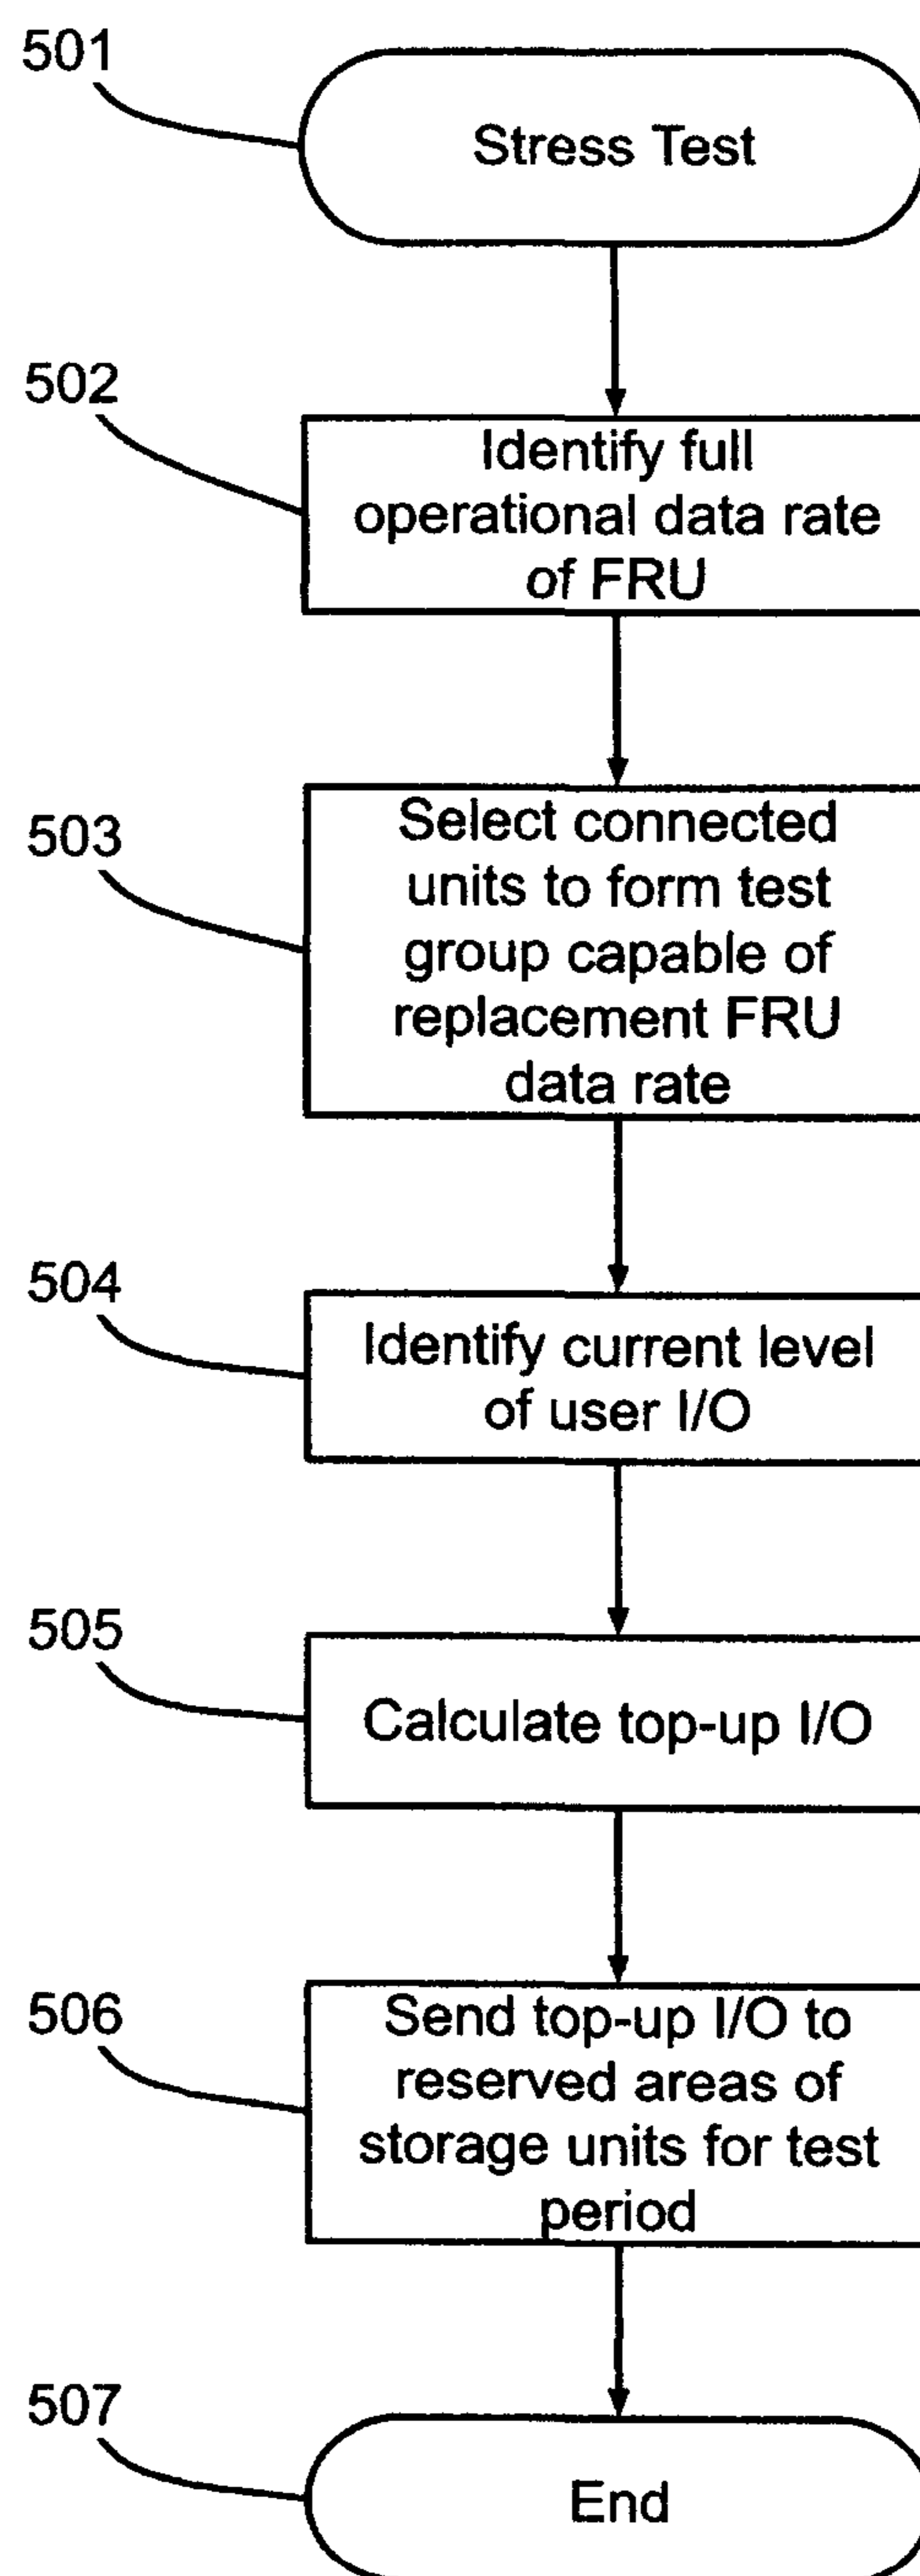 501
Stress Test
502
Identify full
operational data rate
of FRU
503
Select connected
units to form test
group capable of
replacement FRU
data rate
504
Identify current level
of user I/O
505
Calculate top-up I/O
506
Send top-up I/O to
reserved areas of
storage units for test
period
507
End